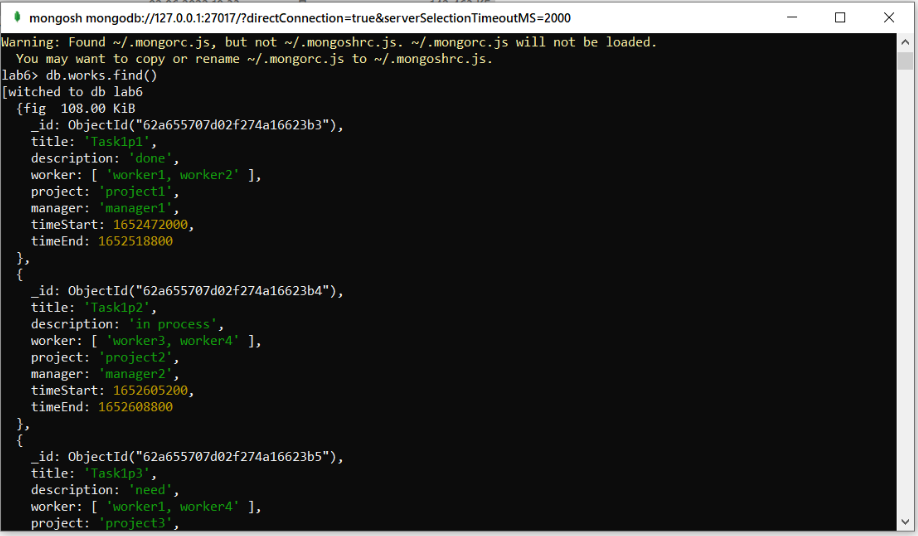 mongosh mongodb://127.0.0.1:27017/?directConnection=true&serverSelectionTimeoutMS=2000
Warning: Found ~/.mongorc.js, but not ~/.mongoshrc.js. ~/.mongorc.js will not be loaded.
  You may want to copy or rename ~/.mongorc.js to ~/.mongoshrc.js.
lab6> db.works.find()
[witched to db lab6
  {fig  108.00 KiB
    _id: ObjectId("62a655707d02f274a16623b3"),
    title: 'Task1p1',
    description: 'done',
    worker: [ 'worker1, worker2' ],
    project: 'project1',
    manager: 'manager1',
    timeStart: 1652472000,
    timeEnd: 1652518800
  },
  {
    _id: ObjectId("62a655707d02f274a16623b4"),
    title: 'Task1p2',
    description: 'in process',
    worker: [ 'worker3, worker4' ],
    project: 'project2',
    manager: 'manager2',
    timeStart: 1652605200,
    timeEnd: 1652608800
  },
  {
    _id: ObjectId("62a655707d02f274a16623b5"),
    title: 'Task1p3',
    description: 'need',
    worker: [ 'worker1, worker4' ],
    project: 'project3',